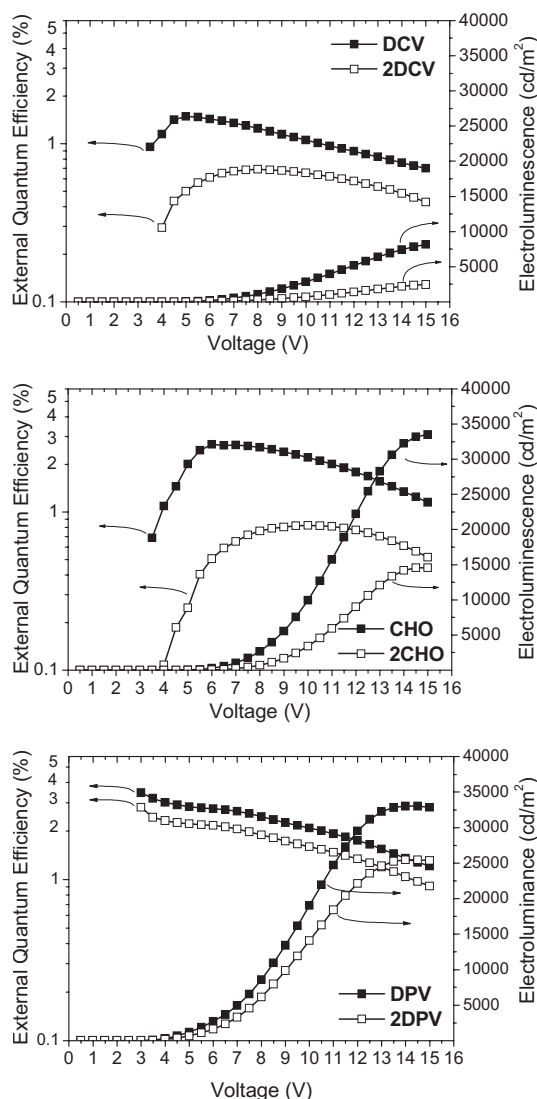 External Quantum Efficiency (%)
5
4
3
2
1
0.1
DCV
2DCV
40000
35000
30000
25000
20000
15000
10000
5000
Electroluminescence (cd/m²)
0 1 2 3 4 5 6 7 8 9 10 11 12 13 14 15 16
Voltage (V)
External Quantum Efficiency (%)
5
4
3
2
1
0.1
40000
35000
30000
25000
20000
15000
10000
5000
Electroluminescence (cd/m²)
CHO
2CHO
0 1 2 3 4 5 6 7 8 9 10 11 12 13 14 15 16
Voltage (V)
External Quantum Efficiency (%)
5
4
3
2
1
0.1
40000
35000
30000
25000
20000
15000
10000
5000
Electroluminance (cd/m²)
DPV
2DPV
0 1 2 3 4 5 6 7 8 9 10 11 12 13 14 15 16
Voltage (V)